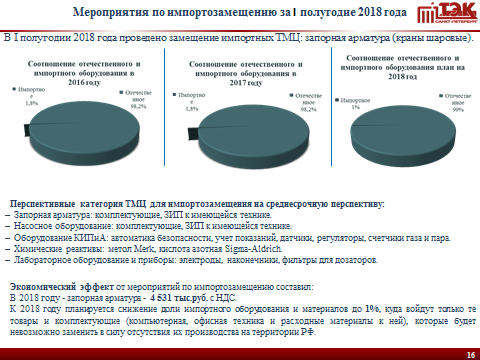 Мероприятия по импортозамещению за I полугодие 2018 года
ТЭК
САНКТ-ПЕТЕРБУРГ
В I полугодии 2018 года проведено замещение импортных ТМЦ: запорная арматура (краны шаровые).
Соотношение отечественного и
импортного оборудования в
2016 году
Импортно
е
1,8%
Отечестве
нное
98,2%
Соотношение отечественного и
импортного оборудования в
2017 году
Импортно
е
1,8%
Отечестве
нное
98,2%
Соотношение отечественного и
импортного оборудования план на
2018 год
Импортное
1%
Отечестве
нное
99%
Перспективные категории ТМЦ для импортозамещения на среднесрочную перспективу:
– Запорная арматура: комплектующие, ЗИП к имеющейся технике.
– Насосное оборудование: комплектующие, ЗИП к имеющейся технике.
– Оборудование КИПиА: автоматика безопасности, учет показаний, датчики, регуляторы, счетчики газа и пара.
– Химические реактивы: метол Merk, кислота азотная Sigma-Aldrich.
– Лабораторное оборудование и приборы: электроды, наконечники, фильтры для дозаторов.
Экономический эффект от мероприятий по импортозамещению составил:
В 2018 году - запорная арматура - 4 531 тыс.руб. с НДС.
К 2018 году планируется снижение доли импортного оборудования и материалов до 1%, куда войдут только те
товары и комплектующие (компьютерная, офисная техника и расходные материалы к ней), которые будет
невозможно заменить в силу отсутствия их производства на территории РФ.
16